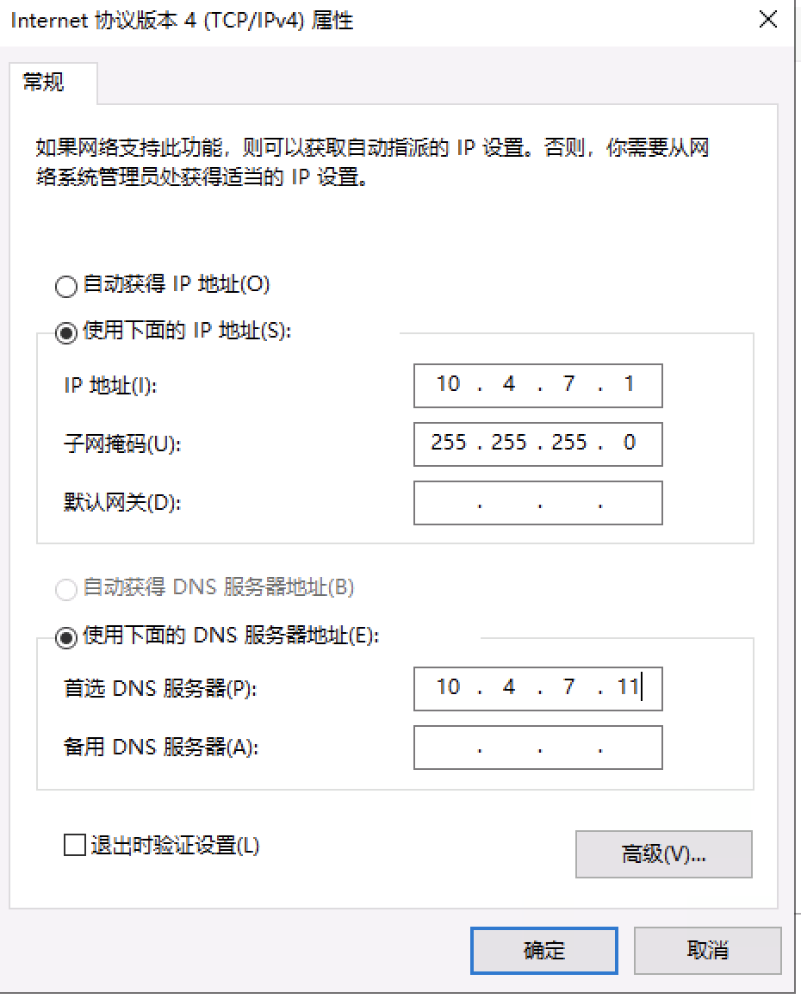 Internet 协议版本 4 (TCP/IPv4) 属性
常规
如果网络支持此功能，则可以获取自动指派的 IP 设置。否则，你需要从网
络系统管理员处获得适当的 IP 设置。
自动获得 IP 地址(O)
使用下面的 IP 地址(S):
IP 地址(I): 10 . 4 . 7 . 1
子网掩码(U): 255 . 255 . 255 . 0
默认网关(D): . . .
自动获得 DNS 服务器地址(B)
使用下面的 DNS 服务器地址(E):
首选 DNS 服务器(P): 10 . 4 . 7 . 11
备用 DNS 服务器(A): . . .
退出时验证设置(L)
高级(V)...
确定 取消